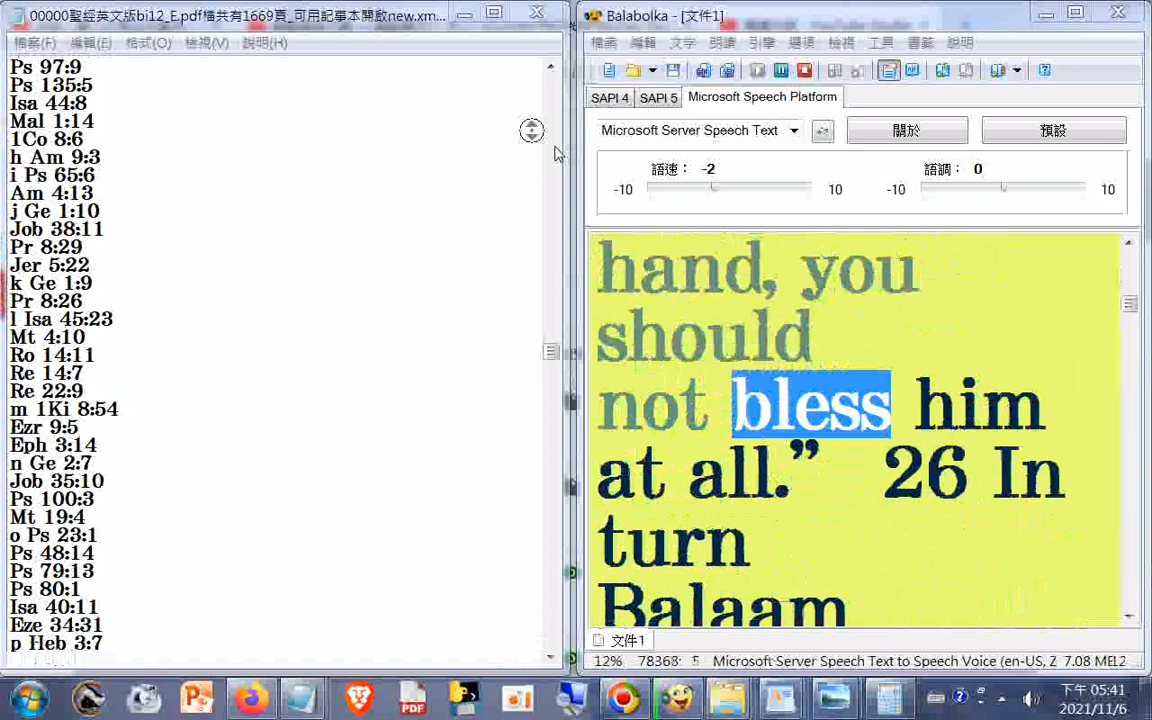 00000聖經英文版bi12_E.pdf檔共有1669頁_可用記事本開啟new.xm...
檔案(F) 編輯(E) 格式(O) 檢視(V) 說明(H)
Ps 97:9
Ps 135:5
Isa 44:8
Mal 1:14
1Co 8:6
h Am 9:3
i Ps 65:6
Am 4:13
j Ge 1:10
Job 38:11
Pr 8:29
Jer 5:22
k Ge 1:9
Pr 8:26
l Isa 45:23
Mt 4:10
Ro 14:11
Re 14:7
Re 22:9
m 1Ki 8:54
Ezr 9:5
Eph 3:14
n Ge 2:7
Job 35:10
Ps 100:3
Mt 19:4
o Ps 23:1
Ps 48:14
Ps 79:13
Ps 80:1
Isa 40:11
Eze 34:31
p Heb 3:7
Balabolka - [文件1]
檔案 編輯 文字 朗讀 引擎 選項 檢視 工具 書籤 說明
SAPI 4 SAPI 5 Microsoft Speech Platform
Microsoft Server Speech Text 關於 預設
語速： -2 語調： 0
-10 10 -10 10
hand, you
should
not bless him
at all.” 26 In
turn
Balaam
文件1
12% 78368: 5 Microsoft Server Speech Text to Speech Voice (en-US, Z 7.08 ME12
PDF
下午 05:41
2021/11/6